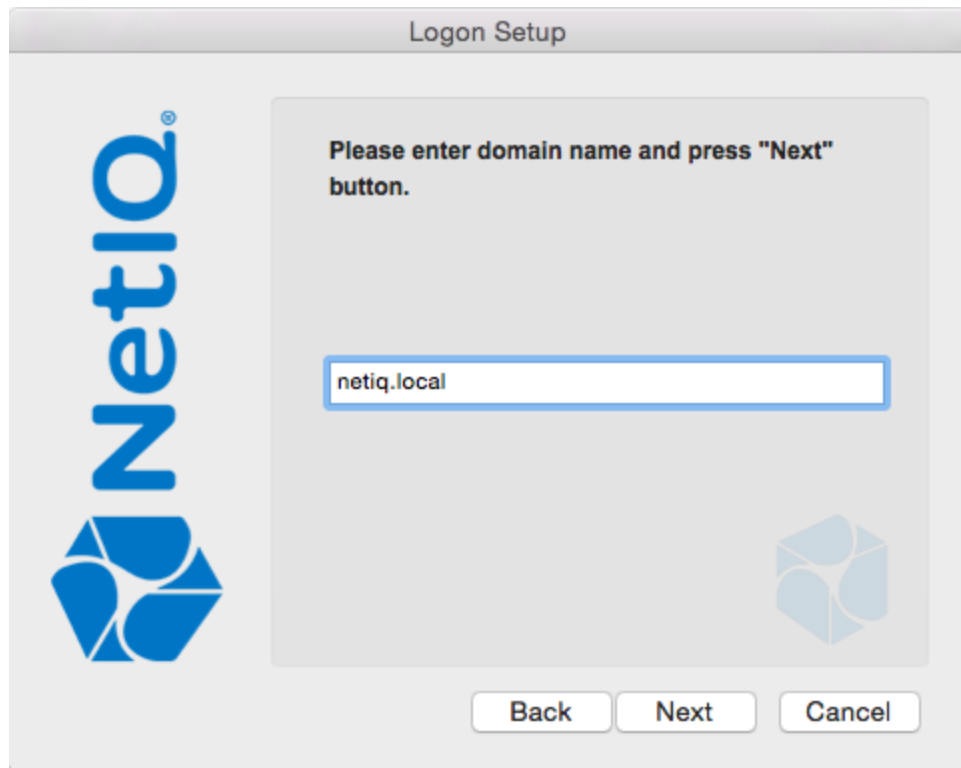 Logon Setup
NetIQ®
Please enter domain name and press "Next"
button.
netiq.local
Back
Next
Cancel